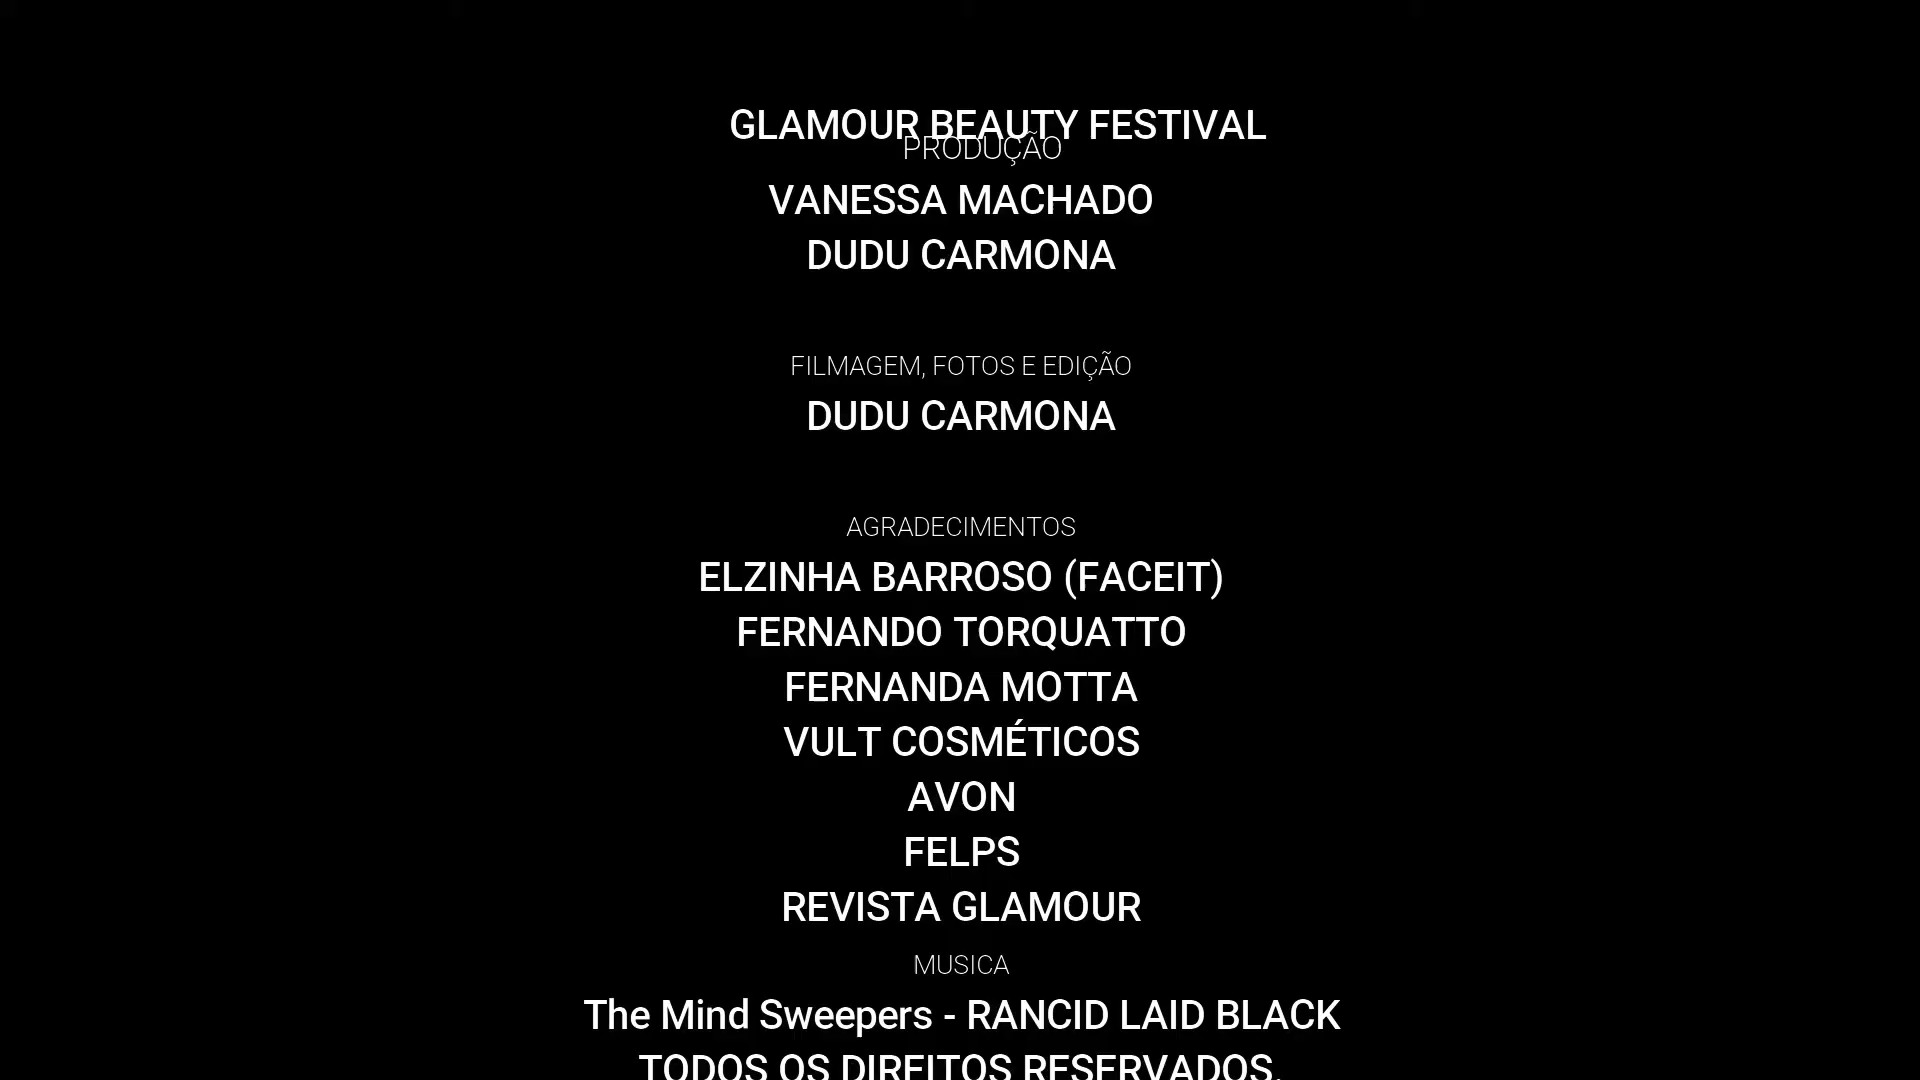 GLAMOUR BEAUTY FESTIVAL
PRODUÇÃO
VANESSA MACHADO
DUDU CARMONA
FILMAGEM, FOTOS E EDIÇÃO
DUDU CARMONA
AGRADECIMENTOS
ELZINHA BARROSO (FACEIT)
FERNANDO TORQUATTO
FERNANDA MOTTA
VULT COSMÉTICOS
AVON
FELPS
REVISTA GLAMOUR
MUSICA
The Mind Sweepers - RANCID LAID BLACK
TODOS OS DIREITOS RESERVADOS.